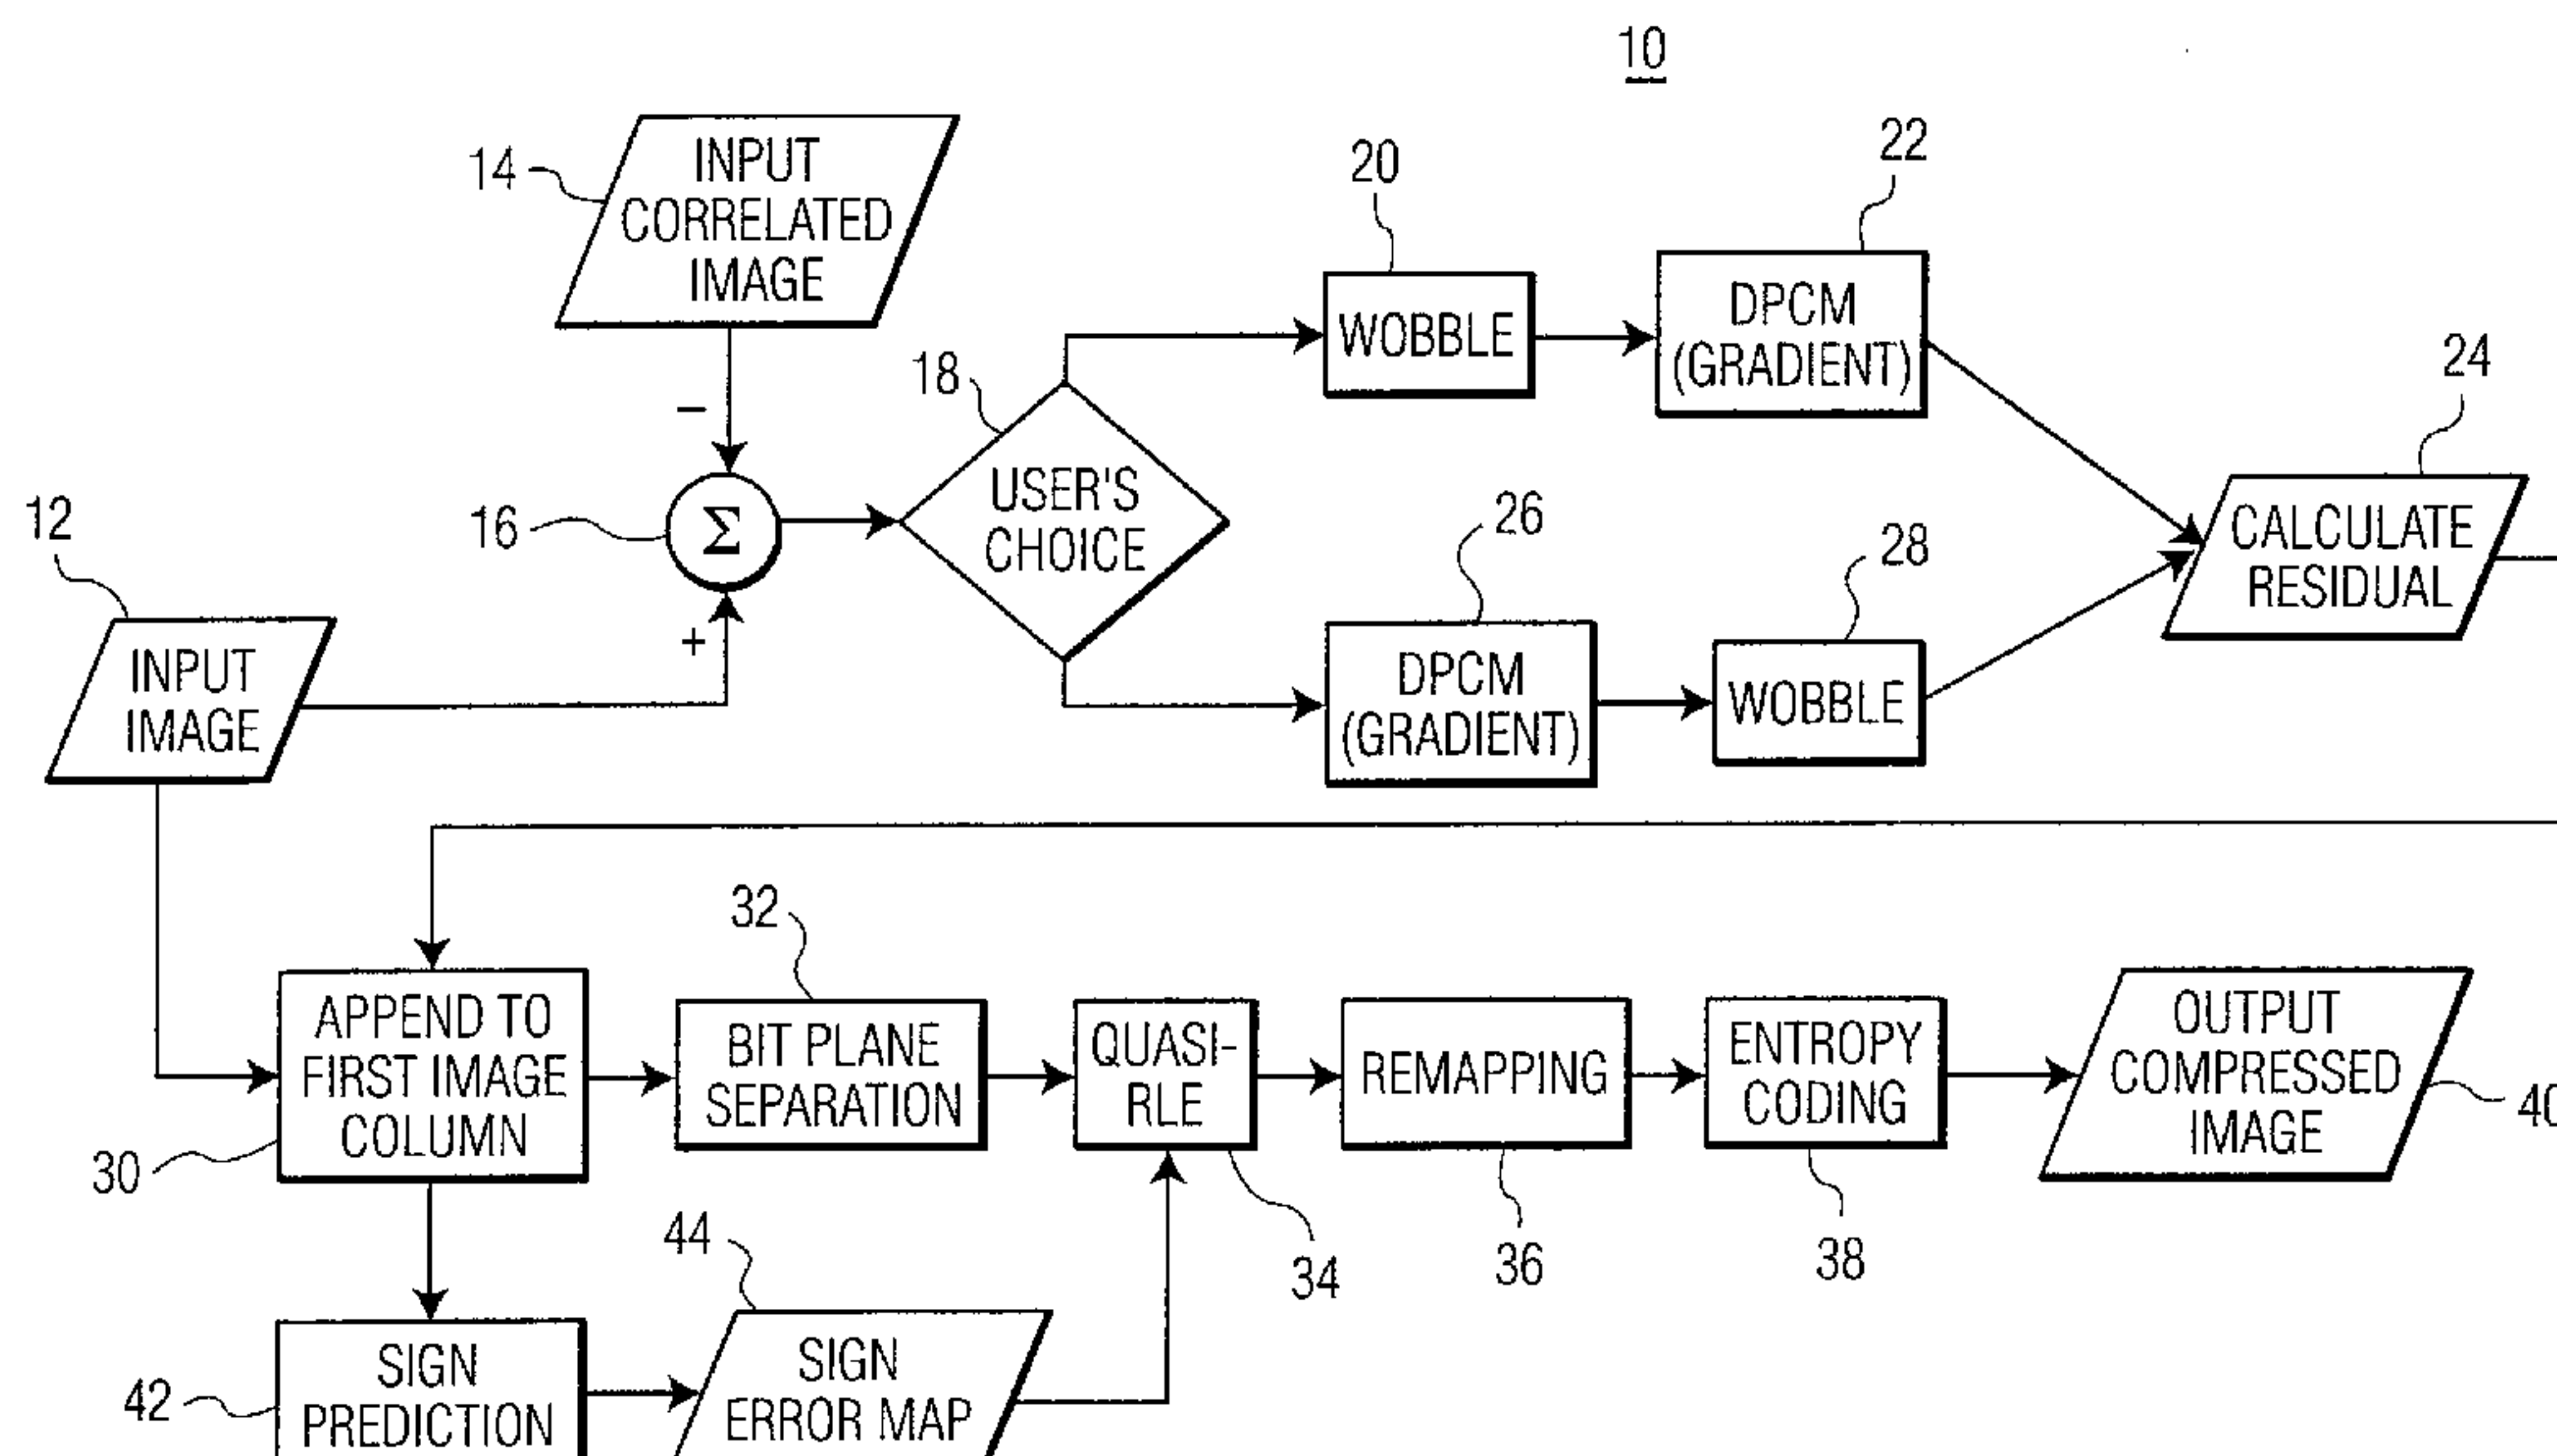 10
14
INPUT
CORRELATED
IMAGE
20
22
WOBBLE
DPCM
(GRADIENT)
24
18
−
USER'S
CHOICE
16
Σ
CALCULATE
RESIDUAL
12
+
26
28
INPUT
IMAGE
DPCM
(GRADIENT)
WOBBLE
32
APPEND TO
FIRST IMAGE
COLUMN
BIT PLANE
SEPARATION
QUASI-
RLE
REMAPPING
ENTROPY
CODING
OUTPUT
COMPRESSED
IMAGE
40
30
34
36
38
44
42
SIGN
PREDICTION
SIGN
ERROR MAP